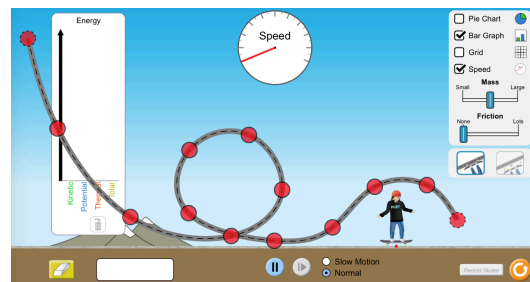 Energy
Kinetic
Potential
Thermal
Total
Speed
Pie Chart
Bar Graph
Grid
Speed
Mass
Small Large
Friction
None Lots
Slow Motion
Normal
Restart Skater